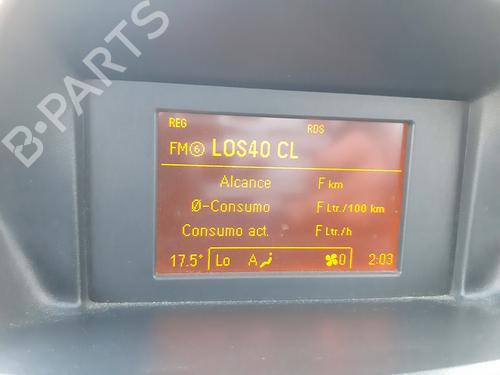 REG RDS
FM⑥ LOS40 CL
Alcance F km
Ø-Consumo F Ltr./100 km
Consumo act. F Ltr./h
17.5° Lo A 0 2:03
B-PARTS